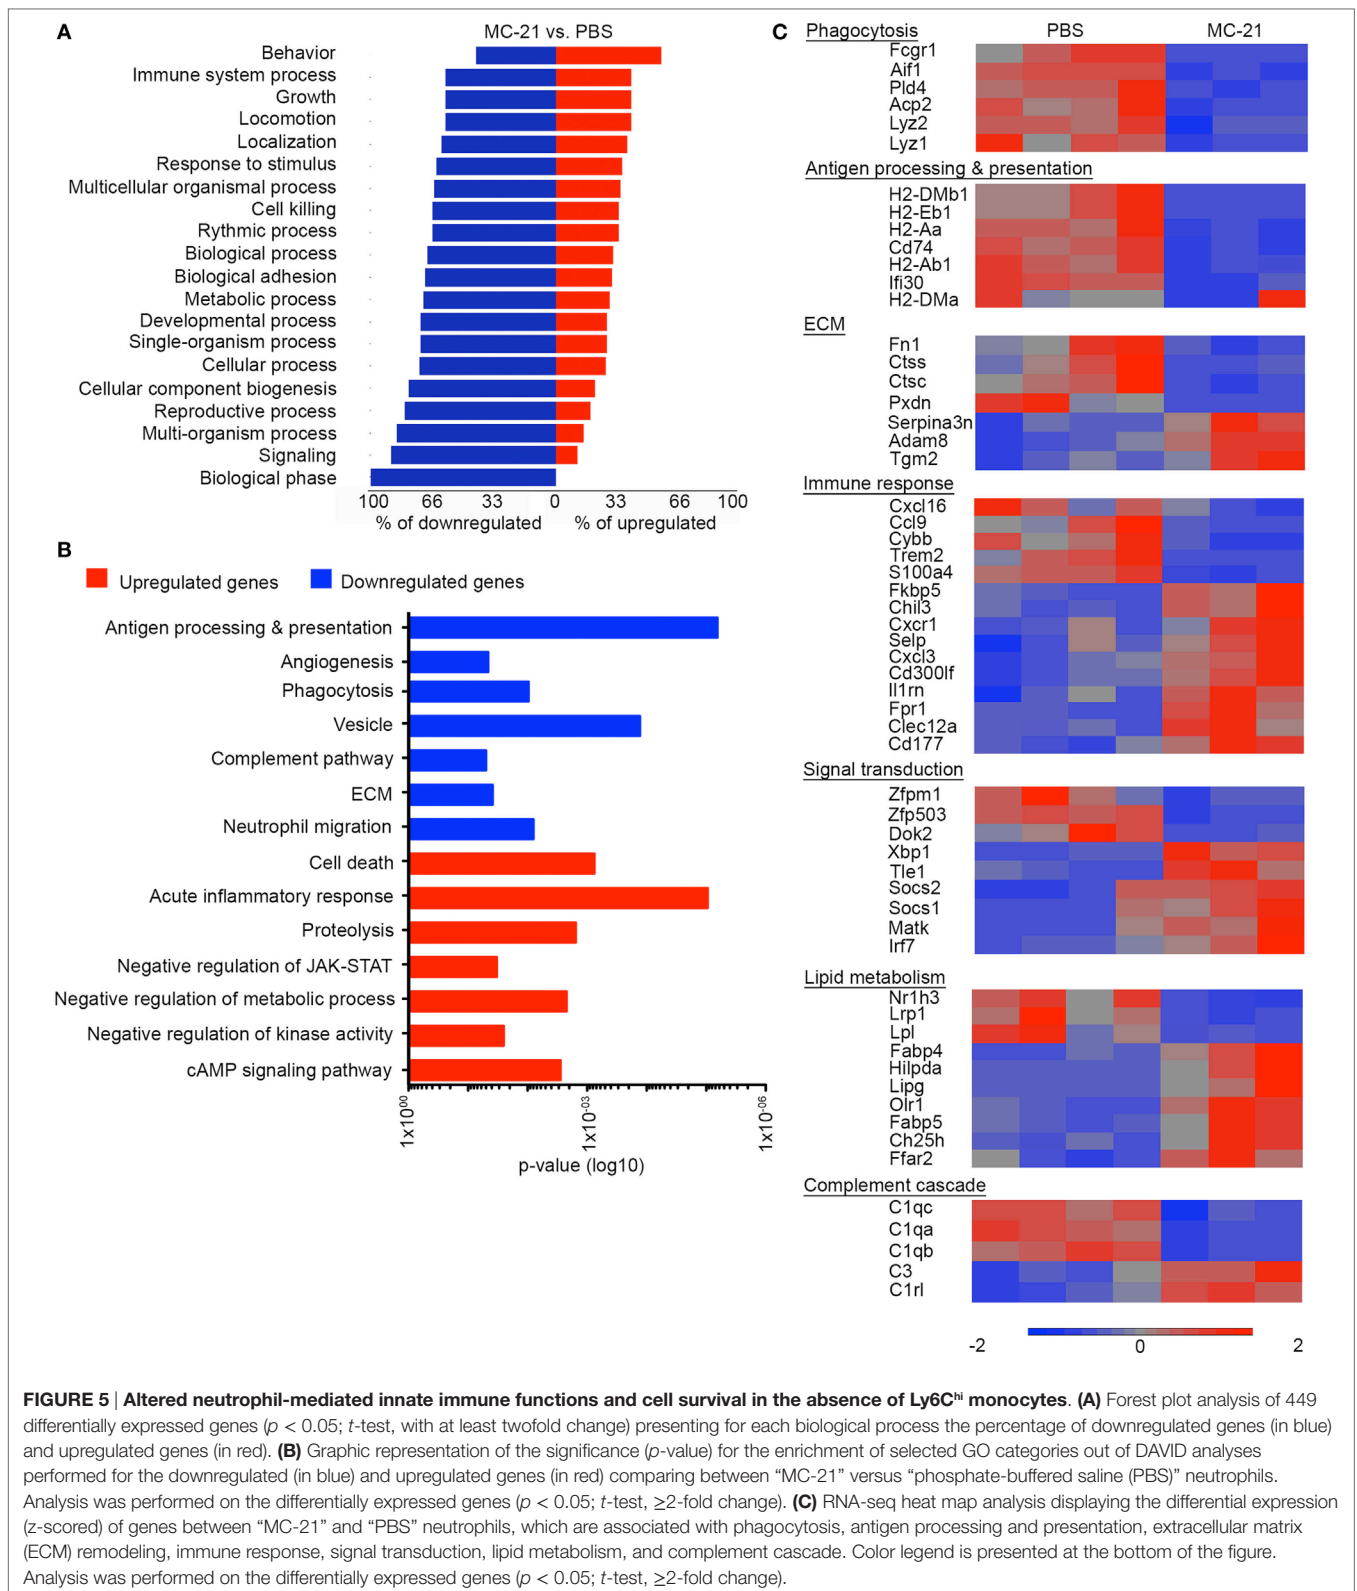 A
MC-21 vs. PBS
Behavior
Immune system process
Growth
Locomotion
Localization
Response to stimulus
Multicellular organismal process
Cell killing
Rythmic process
Biological process
Biological adhesion
Metabolic process
Developmental process
Single-organism process
Cellular process
Cellular component biogenesis
Reproductive process
Multi-organism process
Signaling
Biological phase
100 66 33 0 33 66 100
% of downregulated % of upregulated
B
Upregulated genes Downregulated genes
Antigen processing & presentation
Angiogenesis
Phagocytosis
Vesicle
Complement pathway
ECM
Neutrophil migration
Cell death
Acute inflammatory response
Proteolysis
Negative regulation of JAK-STAT
Negative regulation of metabolic process
Negative regulation of kinase activity
cAMP signaling pathway
1x10^00 1x10^-03 1x10^-06
p-value (log10)
C
Phagocytosis PBS MC-21
Fcgr1
Aif1
Pld4
Acp2
Lyz2
Lyz1
Antigen processing & presentation
H2-DMb1
H2-Eb1
H2-Aa
Cd74
H2-Ab1
Ifi30
H2-DMa
ECM
Fn1
Ctss
Ctsc
Pxdn
Serpina3n
Adam8
Tgm2
Immune response
Cxcl16
Ccl9
Cybb
Trem2
S100a4
Fkbp5
Chil3
Cxcr1
Selp
Cxcl3
Cd300lf
Il1rn
Fpr1
Clec12a
Cd177
Signal transduction
Zfpm1
Zfp503
Dok2
Xbp1
Tle1
Socs2
Socs1
Matk
Irf7
Lipid metabolism
Nr1h3
Lrp1
Lpl
Fabp4
Hilpda
Lipg
Olr1
Fabp5
Ch25h
Ffar2
Complement cascade
C1qc
C1qa
C1qb
C3
C1rl
-2 0 2
FIGURE 5 | Altered neutrophil-mediated innate immune functions and cell survival in the absence of Ly6C^hi monocytes. (A) Forest plot analysis of 449
differentially expressed genes (p < 0.05; t-test, with at least twofold change) presenting for each biological process the percentage of downregulated genes (in blue)
and upregulated genes (in red). (B) Graphic representation of the significance (p-value) for the enrichment of selected GO categories out of DAVID analyses
performed for the downregulated (in blue) and upregulated genes (in red) comparing between “MC-21” versus “phosphate-buffered saline (PBS)” neutrophils.
Analysis was performed on the differentially expressed genes (p < 0.05; t-test, ≥2-fold change). (C) RNA-seq heat map analysis displaying the differential expression
(z-scored) of genes between “MC-21” and “PBS” neutrophils, which are associated with phagocytosis, antigen processing and presentation, extracellular matrix
(ECM) remodeling, immune response, signal transduction, lipid metabolism, and complement cascade. Color legend is presented at the bottom of the figure.
Analysis was performed on the differentially expressed genes (p < 0.05; t-test, ≥2-fold change).